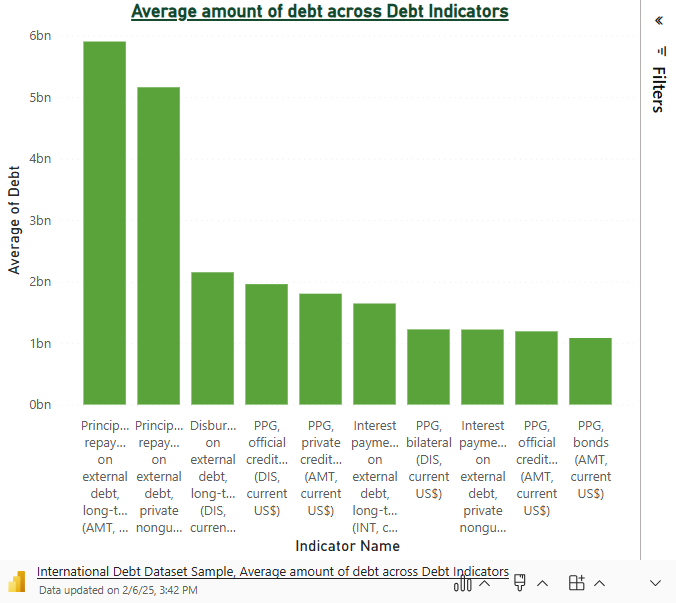 Average amount of debt across Debt Indicators
«
Filters
6bn
5bn
4bn
3bn
2bn
1bn
0bn
Average of Debt
Princip...
repay...
on
external
debt,
long-t...
(AMT, ...
Princip...
repay...
on
external
debt,
private
nongu...
Disbur...
on
external
debt,
long-t...
(DIS,
curren...
PPG,
official
credit...
(DIS,
current
US$)
PPG,
private
credit...
(AMT,
current
US$)
Interest
payme...
on
external
debt,
long-t...
(INT, c...
PPG,
bilateral
(DIS,
current
US$)
Interest
payme...
on
external
debt,
private
nongu...
PPG,
official
credit...
(AMT,
current
US$)
PPG,
bonds
(AMT,
current
US$)
Indicator Name
International Debt Dataset Sample, Average amount of debt across Debt Indicators
Data updated on 2/6/25, 3:42 PM